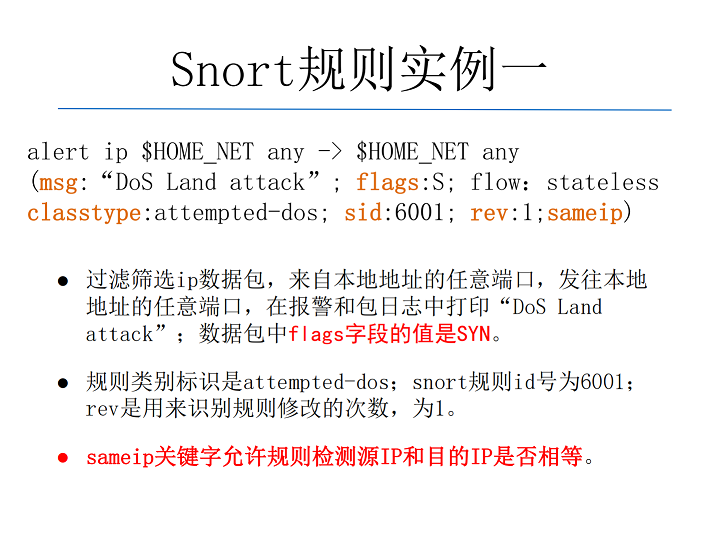 Snort规则实例一
alert ip $HOME_NET any -> $HOME_NET any
(msg:“DoS Land attack”; flags:S; flow：stateless
classtype:attempted-dos; sid:6001; rev:1;sameip)
● 过滤筛选ip数据包，来自本地地址的任意端口，发往本地
地址的任意端口，在报警和包日志中打印“DoS Land
attack”；数据包中flags字段的值是SYN。
● 规则类别标识是attempted-dos；snort规则id号为6001；
rev是用来识别规则修改的次数，为1。
● sameip关键字允许规则检测源IP和目的IP是否相等。